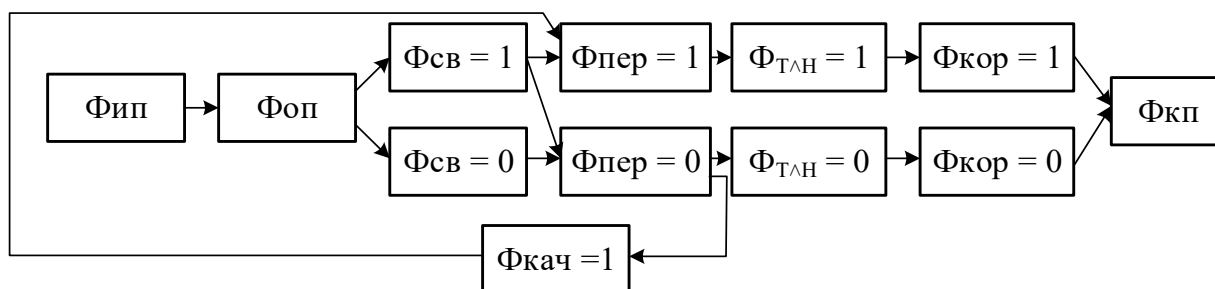 Фсв = 1
Фпер = 1
Фт^н = 1
Фкор = 1
Фип
Фоп
Фкп
Фсв = 0
Фпер = 0
Фт^н = 0
Фкор = 0
Фкач =1